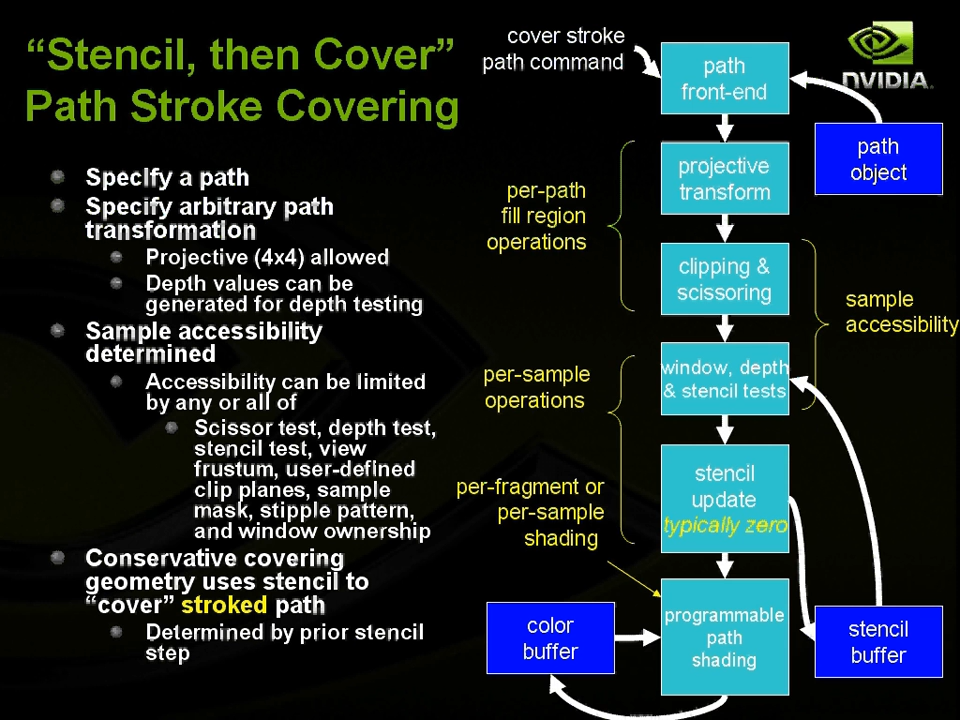 “Stencil, then Cover”
Path Stroke Covering
Specify a path
Specify arbitrary path
transformation
Projective (4x4) allowed
Depth values can be
generated for depth testing
Sample accessibility
determined
Accessibility can be limited
by any or all of
Scissor test, depth test,
stencil test, view
frustum, user-defined
clip planes, sample
mask, stipple pattern,
and window ownership
Conservative covering
geometry uses stencil to
“cover” stroked path
Determined by prior stencil
step
cover stroke
path command
path
front-end
NVIDIA.
path
object
projective
transform
per-path
fill region
operations
clipping &
scissoring
sample
accessibility
window, depth
& stencil tests
per-sample
operations
stencil
update
typically zero
per-fragment or
per-sample
shading
programmable
path
shading
color
buffer
stencil
buffer